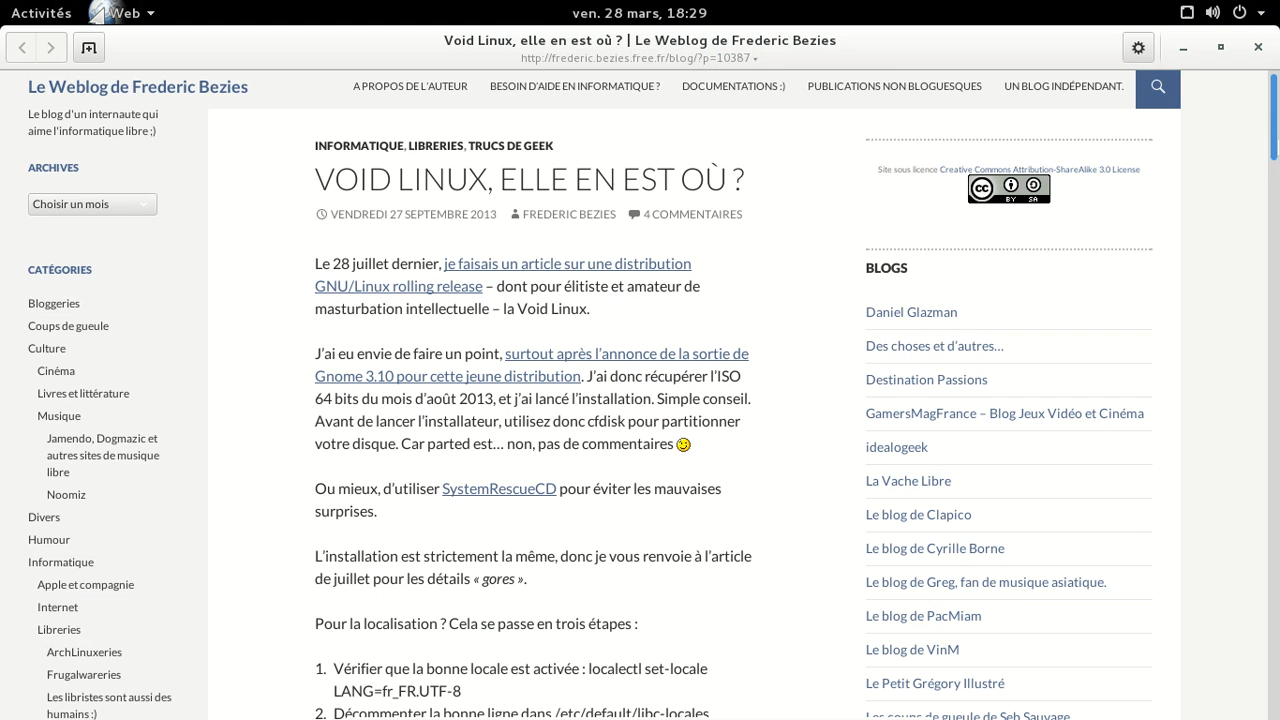 Activités
Web
ven. 28 mars, 18:29
Void Linux, elle en est où ? | Le Weblog de Frederic Bezies
http://frederic.bezies.free.fr/blog/?p=10387
Le Weblog de Frederic Bezies
A PROPOS DE L'AUTEUR
BESOIN D'AIDE EN INFORMATIQUE ?
DOCUMENTATIONS :)
PUBLICATIONS NON BLOGUESQUES
UN BLOG INDÉPENDANT.
Le blog d'un internaute qui
aime l'informatique libre ;)
ARCHIVES
Choisir un mois
CATÉGORIES
Bloggeries
Coups de gueule
Culture
Cinéma
Livres et littérature
Musique
Jamendo, Dogmazic et
autres sites de musique
libre
Noomiz
Divers
Humour
Informatique
Apple et compagnie
Internet
Libreries
ArchLinuxeries
Frugalwareries
Les libristes sont aussi des
humains :)
INFORMATIQUE, LIBRERIES, TRUCS DE GEEK
VOID LINUX, ELLE EN EST OÙ ?
VENDREDI 27 SEPTEMBRE 2013
FREDERIC BEZIES
4 COMMENTAIRES
Le 28 juillet dernier, je faisais un article sur une distribution
GNU/Linux rolling release – dont pour élitiste et amateur de
masturbation intellectuelle – la Void Linux.
J'ai eu envie de faire un point, surtout après l'annonce de la sortie de
Gnome 3.10 pour cette jeune distribution. J'ai donc récupérer l'ISO
64 bits du mois d'août 2013, et j'ai lancé l'installation. Simple conseil.
Avant de lancer l'installateur, utilisez donc cfdisk pour partitionner
votre disque. Car parted est… non, pas de commentaires
Ou mieux, d'utiliser SystemRescueCD pour éviter les mauvaises
surprises.
L'installation est strictement la même, donc je vous renvoie à l'article
de juillet pour les détails « gores ».
Pour la localisation ? Cela se passe en trois étapes :
1. Vérifier que la bonne locale est activée : localectl set-locale
LANG=fr_FR.UTF-8
2. Décommenter la bonne ligne dans /etc/default/libc-locales
Site sous licence Creative Commons Attribution-ShareAlike 3.0 License
CC BY SA
BLOGS
Daniel Glazman
Des choses et d'autres…
Destination Passions
GamersMagFrance – Blog Jeux Vidéo et Cinéma
idealogeek
La Vache Libre
Le blog de Clapico
Le blog de Cyrille Borne
Le blog de Greg, fan de musique asiatique.
Le blog de PacMiam
Le blog de VinM
Le Petit Grégory Illustré
Les coups de gueule de Seb Sauvage